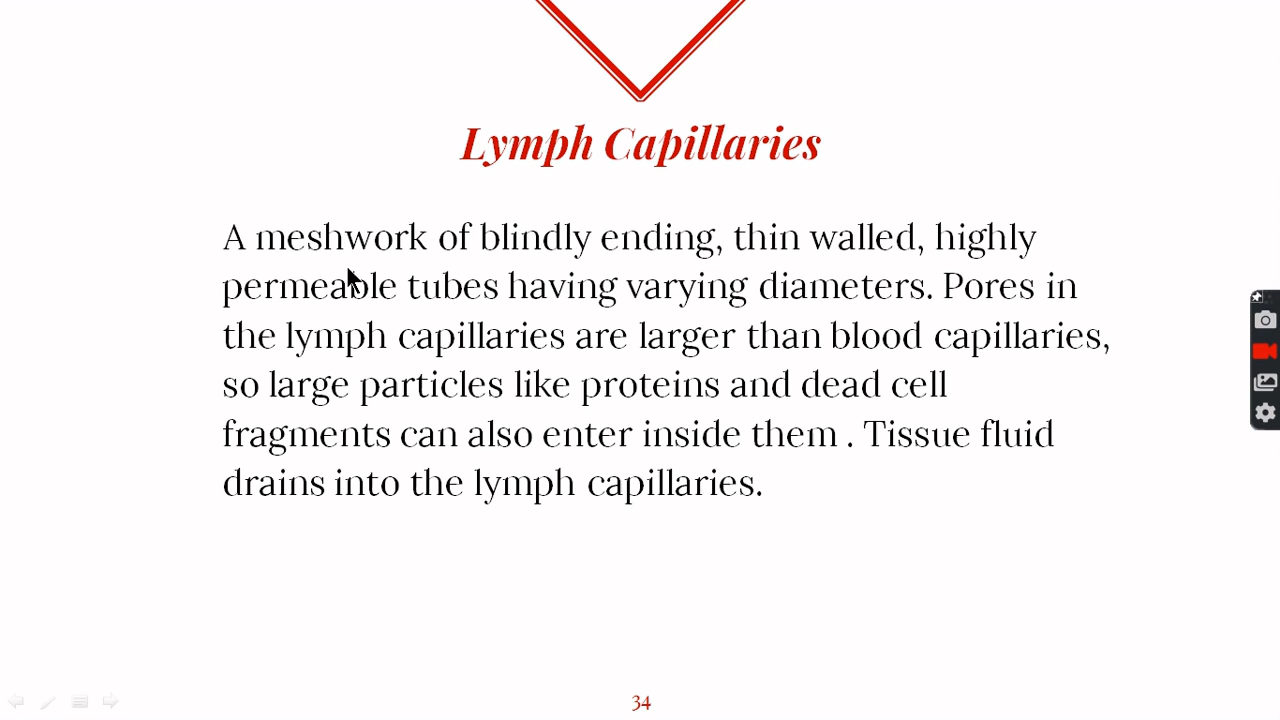 Lymph Capillaries
A meshwork of blindly ending, thin walled, highly
permeable tubes having varying diameters. Pores in
the lymph capillaries are larger than blood capillaries,
so large particles like proteins and dead cell
fragments can also enter inside them . Tissue fluid
drains into the lymph capillaries.
34